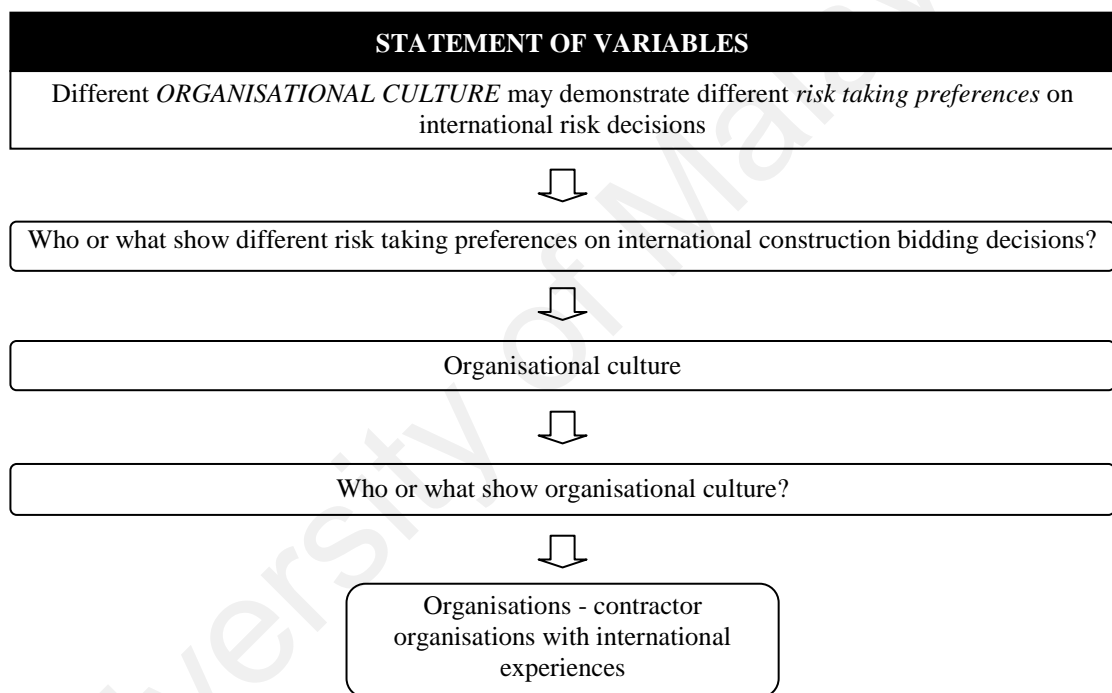 STATEMENT OF VARIABLES
Different ORGANISATIONAL CULTURE may demonstrate different risk taking preferences on
international risk decisions
Who or what show different risk taking preferences on international construction bidding decisions?
Organisational culture
Who or what show organisational culture?
Organisations - contractor
organisations with international
experiences